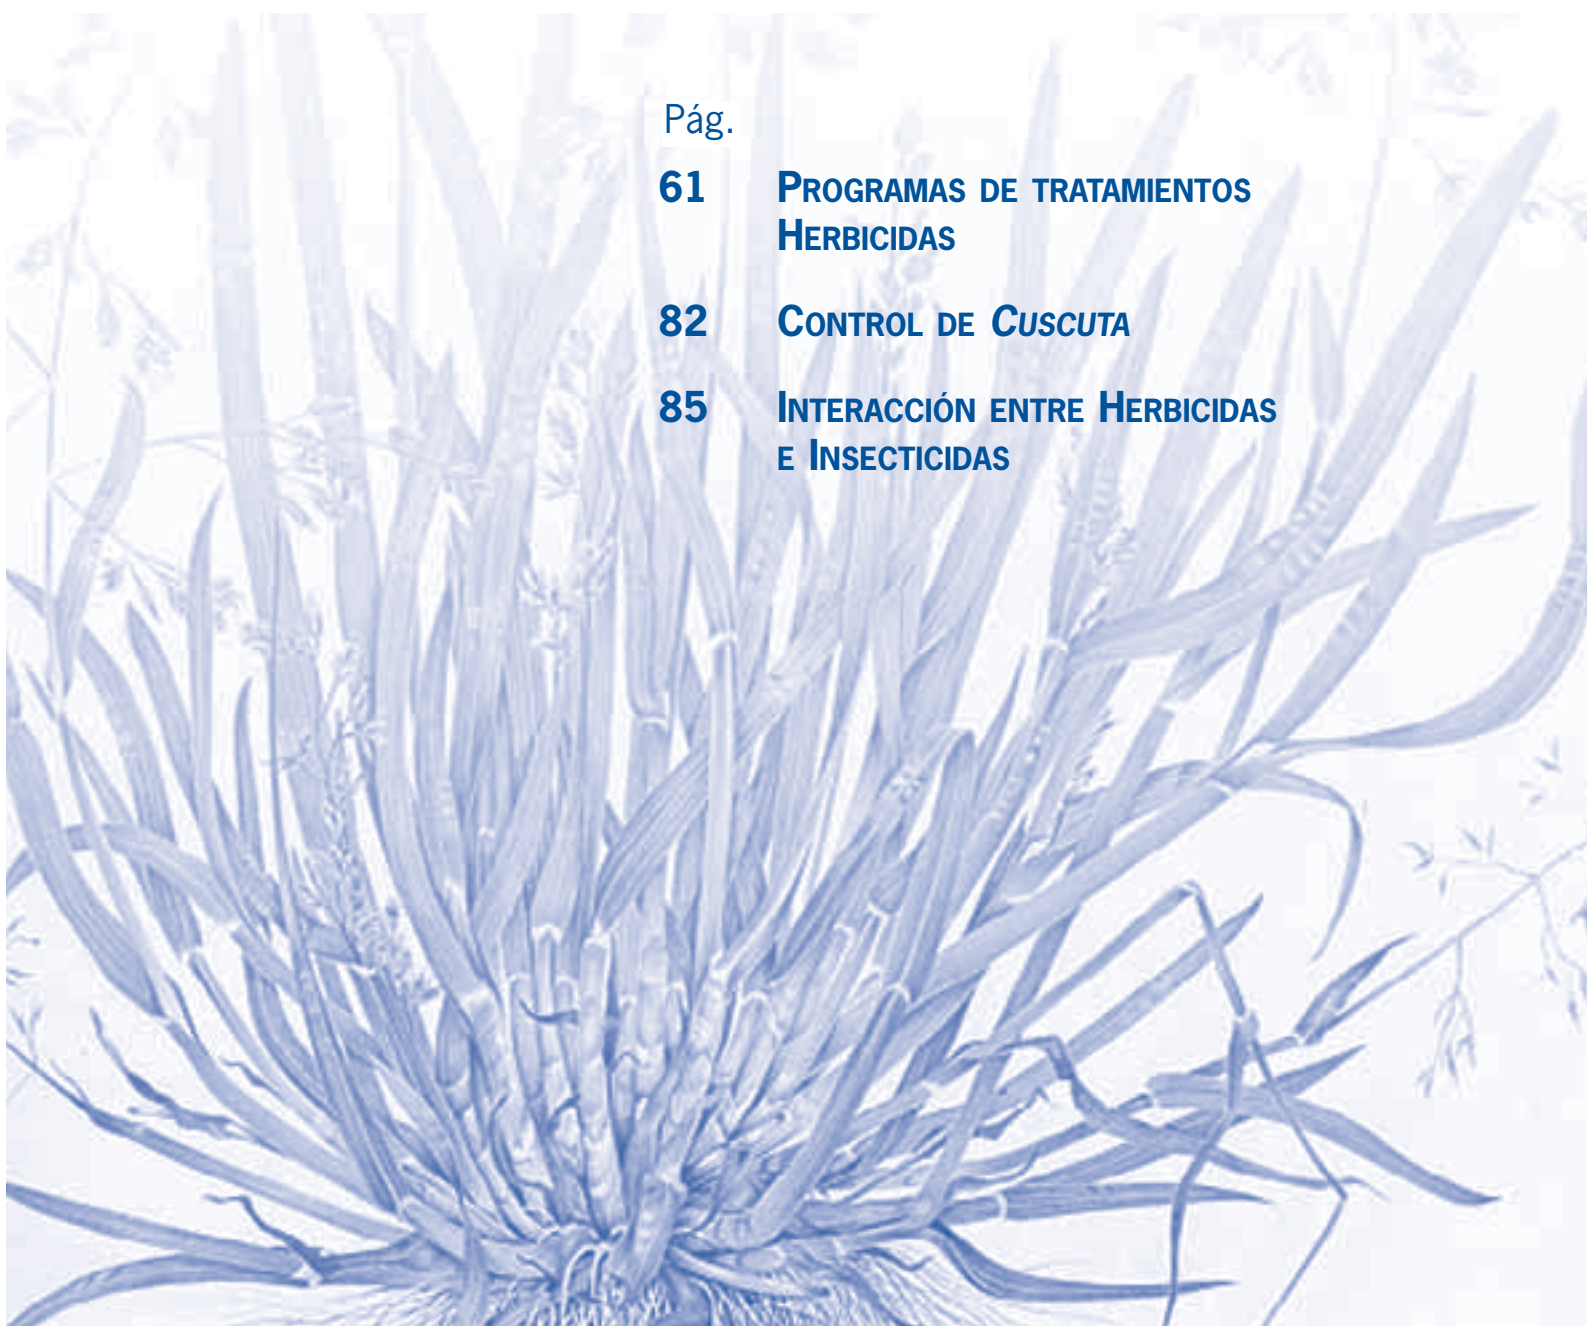 Pág.
61 PROGRAMAS DE TRATAMIENTOS
HERBICIDAS
82 CONTROL DE CUSCUTA
85 INTERACCIÓN ENTRE HERBICIDAS
E INSECTICIDAS